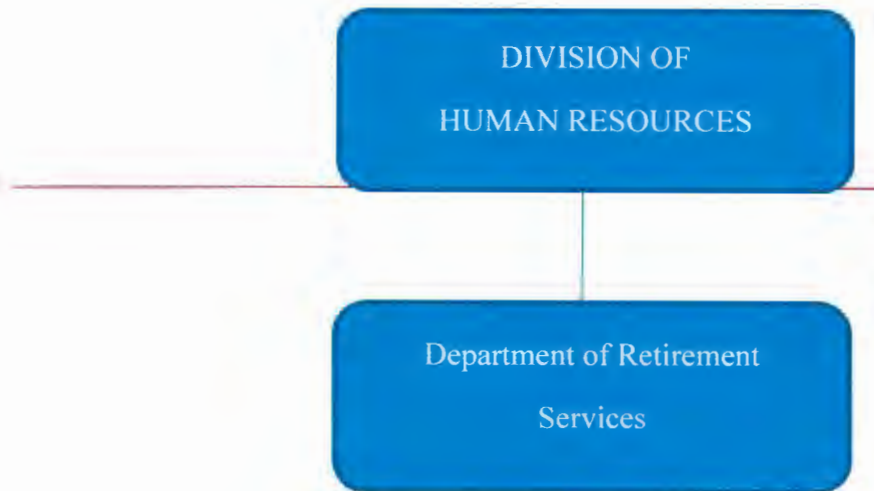 DIVISION OF
HUMAN RESOURCES
Department of Retirement
Services